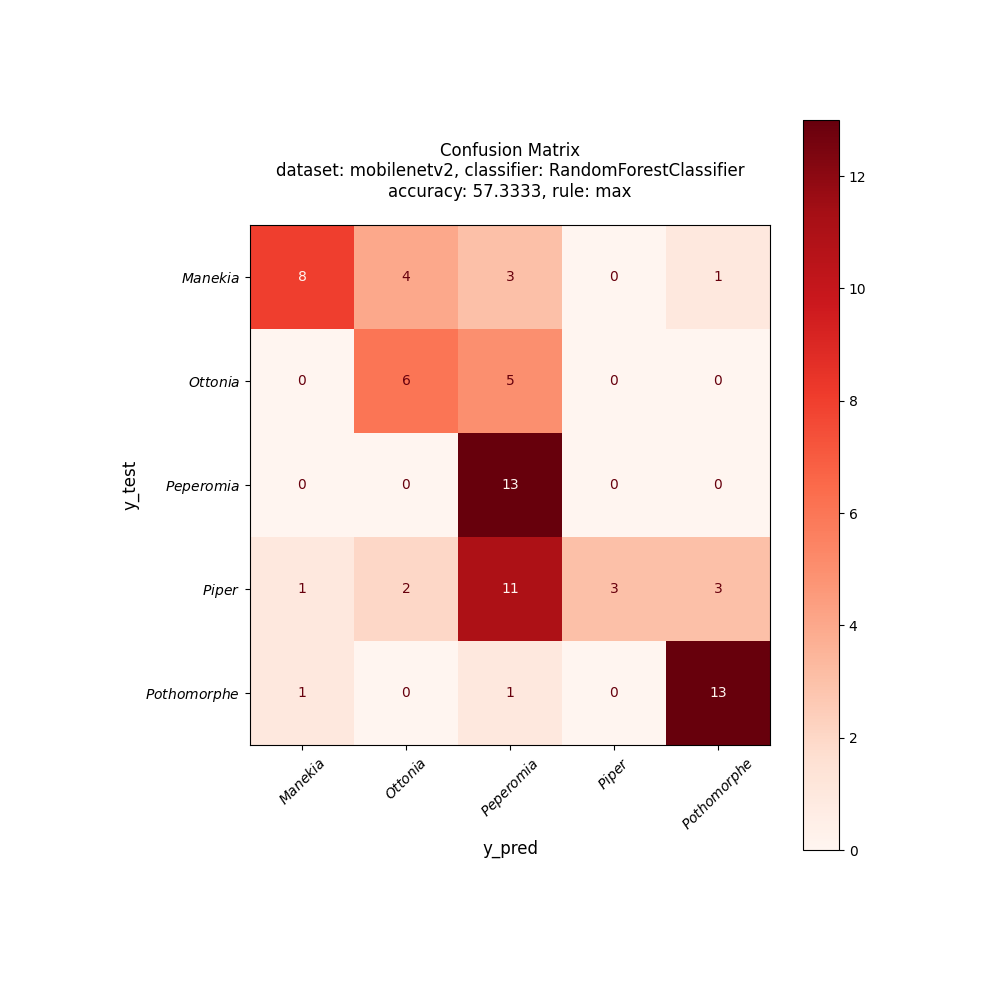 Confusion Matrix
dataset: mobilenetv2, classifier: RandomForestClassifier
accuracy: 57.3333, rule: max
Manekia 8 4 3 0 1
Ottonia 0 6 5 0 0
Peperomia 0 0 13 0 0
Piper 1 2 11 3 3
Pothomorphe 1 0 1 0 13
Manekia Ottonia Peperomia Piper Pothomorphe
y_pred
y_test
12
10
8
6
4
2
0